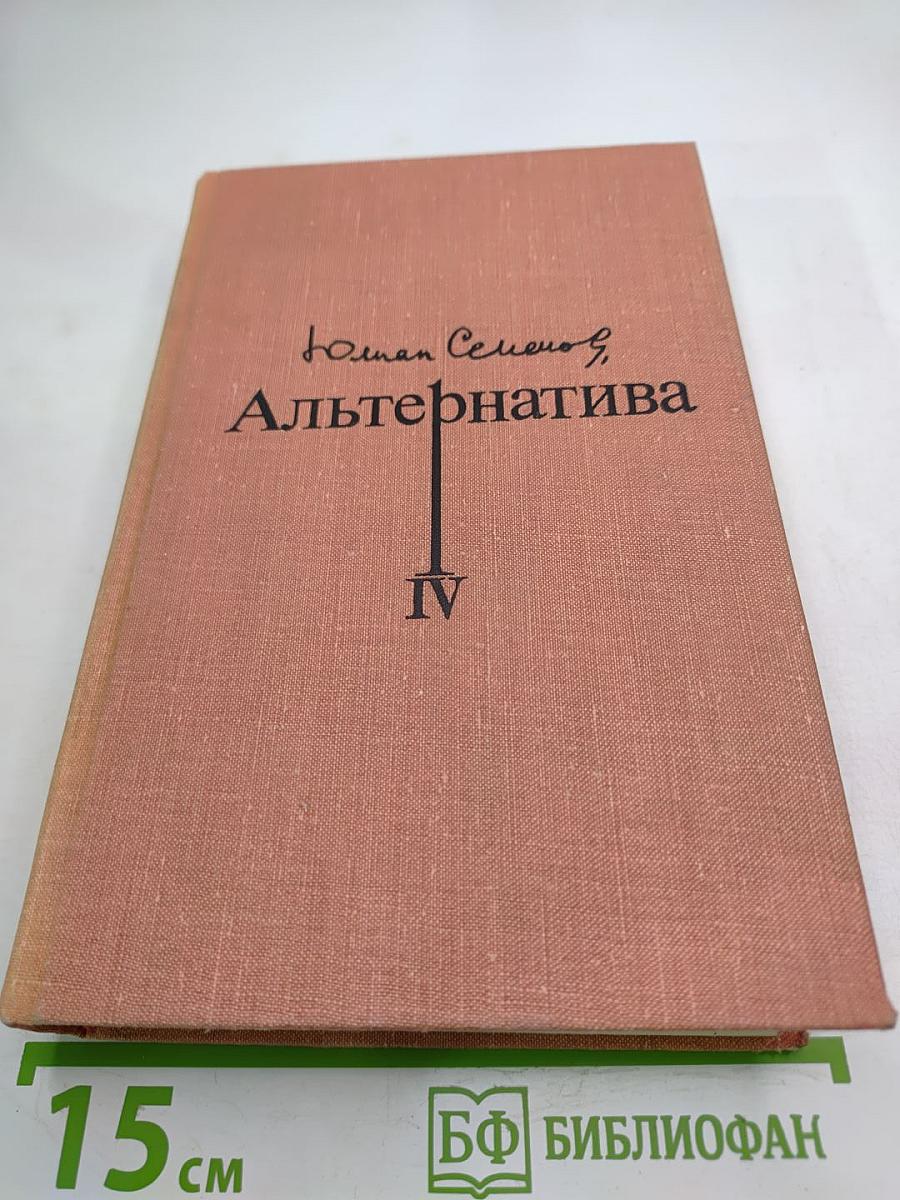 Юлиан Семенов,
Альтернатива
IV
15 см
БФ БИБЛИОФАН